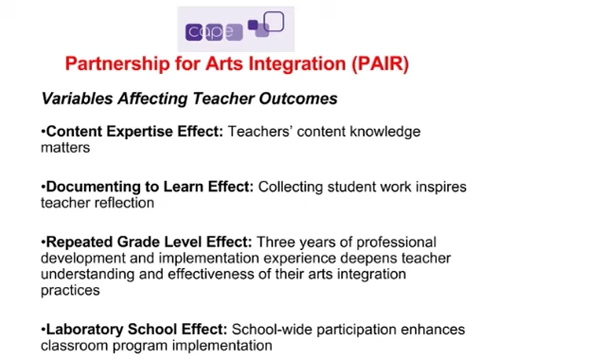 cape
Partnership for Arts Integration (PAIR)
Variables Affecting Teacher Outcomes
•Content Expertise Effect: Teachers’ content knowledge
matters
•Documenting to Learn Effect: Collecting student work inspires
teacher reflection
•Repeated Grade Level Effect: Three years of professional
development and implementation experience deepens teacher
understanding and effectiveness of their arts integration
practices
•Laboratory School Effect: School-wide participation enhances
classroom program implementation